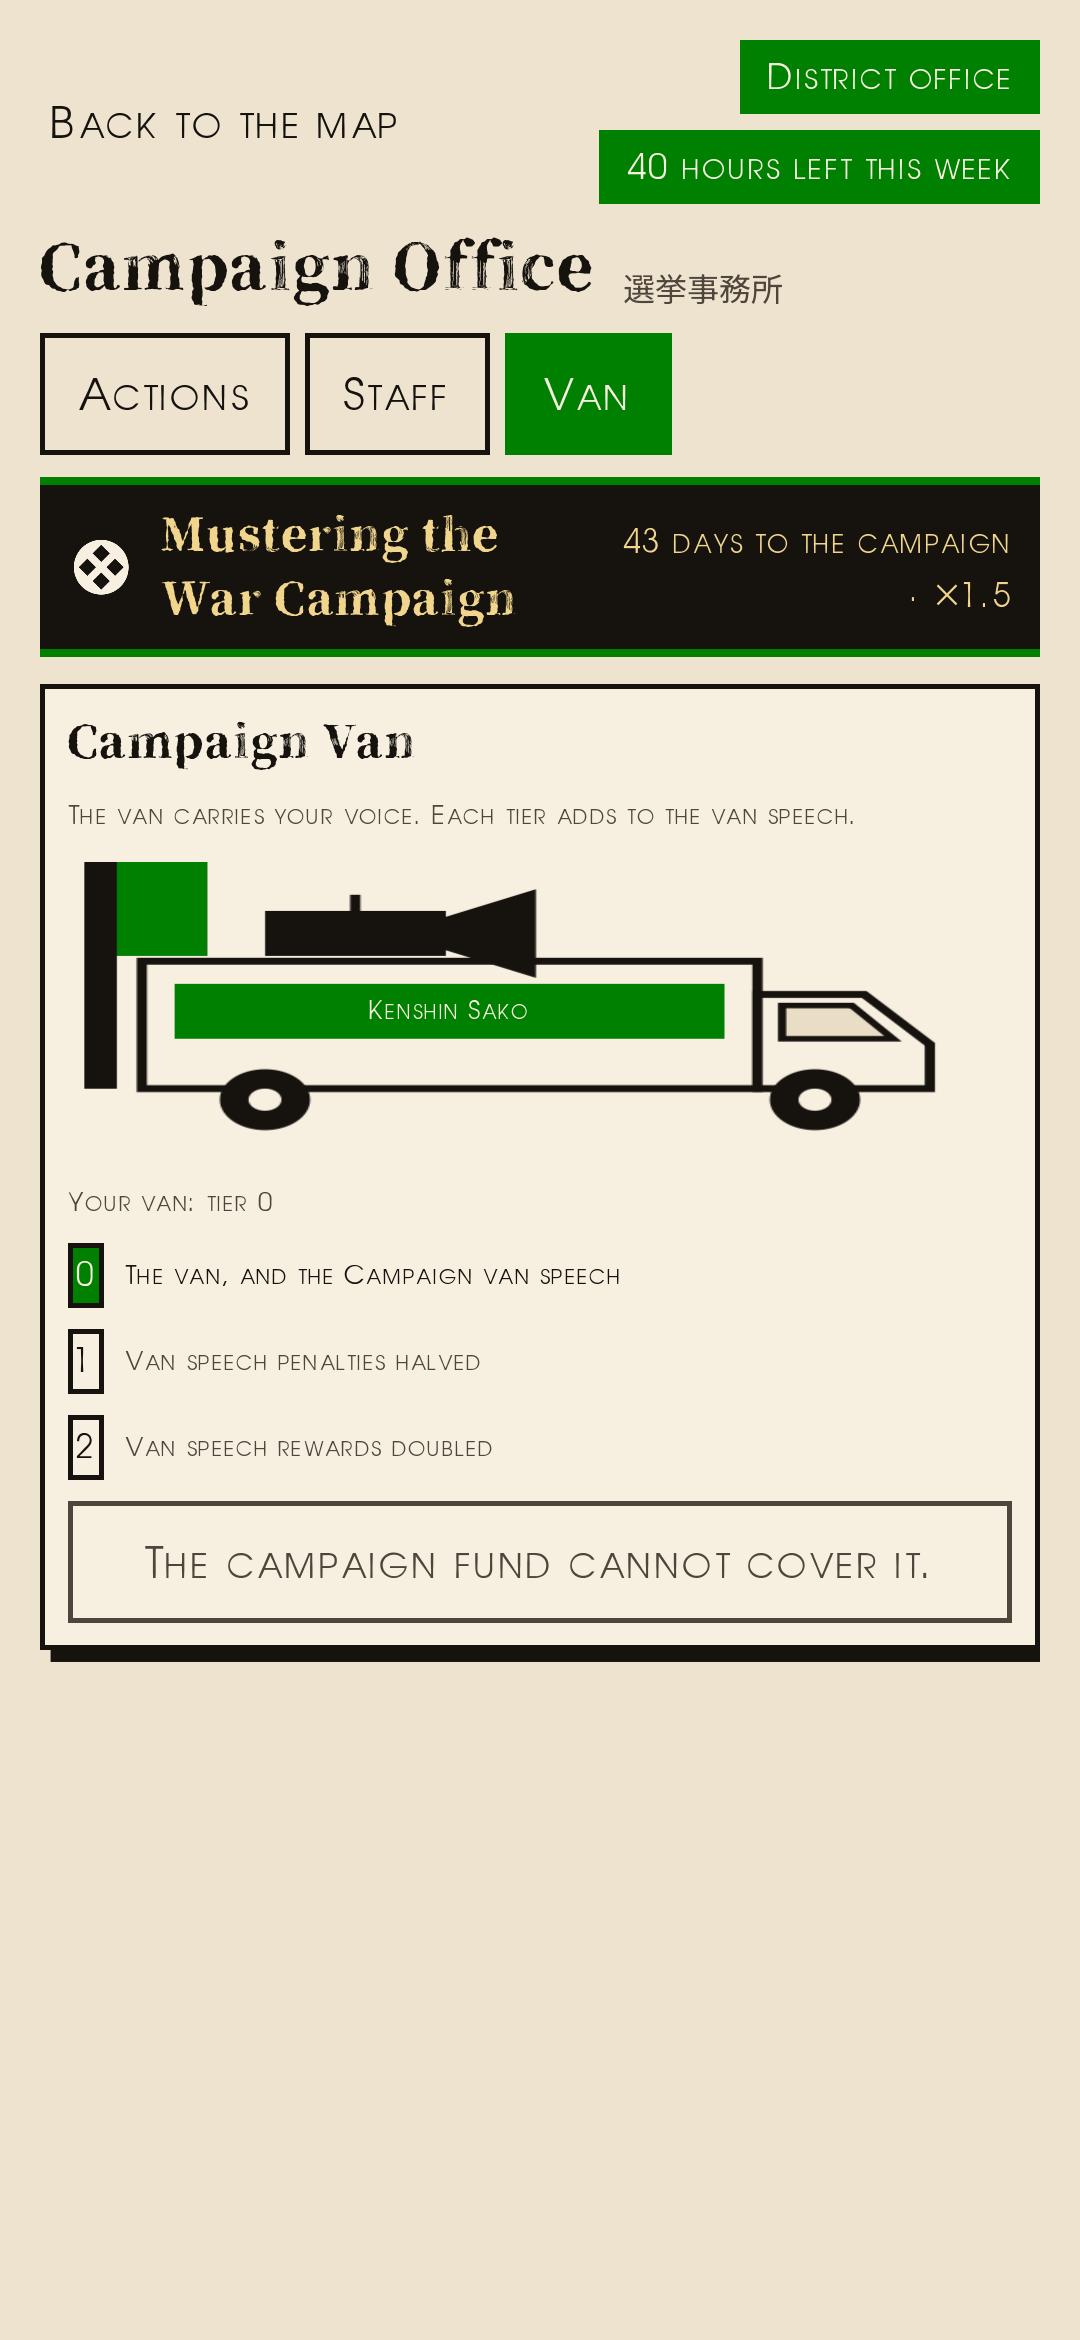 Back to the map
District office
40 hours left this week
Campaign Office 選挙事務所
Actions
Staff
Van
Mustering the
War Campaign
43 days to the campaign
· ×1.5
Campaign Van
The van carries your voice. Each tier adds to the van speech.
Kenshin Sako
Your van: tier 0
0 The van, and the Campaign van speech
1 Van speech penalties halved
2 Van speech rewards doubled
The campaign fund cannot cover it.